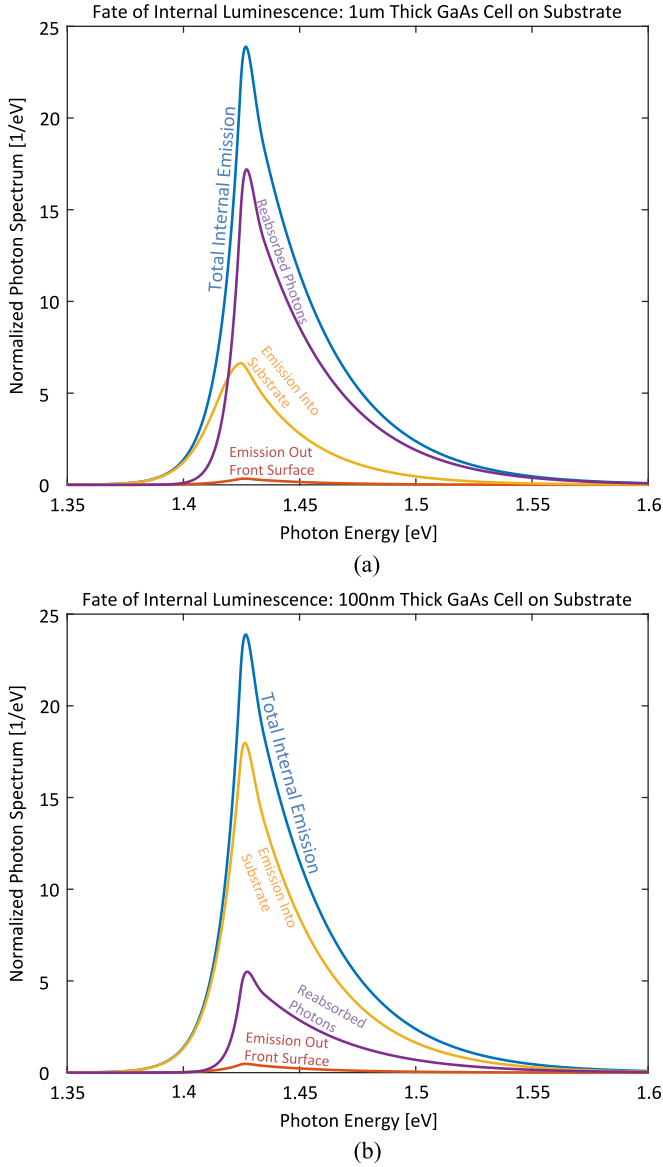 Fate of Internal Luminescence: 1um Thick GaAs Cell on Substrate
25
20
15
10
5
0
Normalized Photon Spectrum [1/eV]
Total Internal Emission
Reabsorbed Photons
Emission Into
Substrate
Emission Out
Front Surface
1.35
1.4
1.45
1.5
1.55
1.6
Photon Energy [eV]
(a)
Fate of Internal Luminescence: 100nm Thick GaAs Cell on Substrate
25
20
15
10
5
0
Normalized Photon Spectrum [1/eV]
Total Internal Emission
Emission Into
Substrate
Reabsorbed
Photons
Emission Out
Front Surface
1.35
1.4
1.45
1.5
1.55
1.6
Photon Energy [eV]
(b)